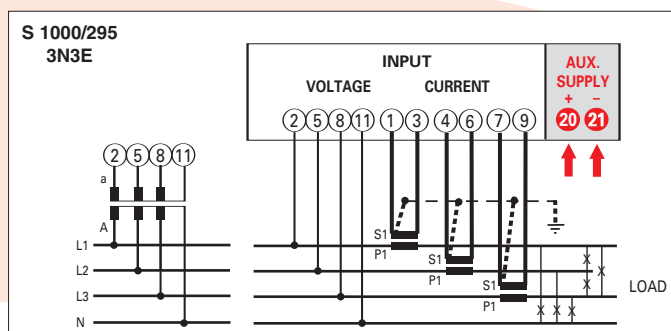 S 1000/295
3N3E
INPUT
VOLTAGE CURRENT
AUX.
SUPPLY
+ −
2 5 8 11 1 3 4 6 7 9 20 21
2 5 8 11
a
A
S1
P1
S1
P1
S1
P1
L1
L2
L3
N
LOAD